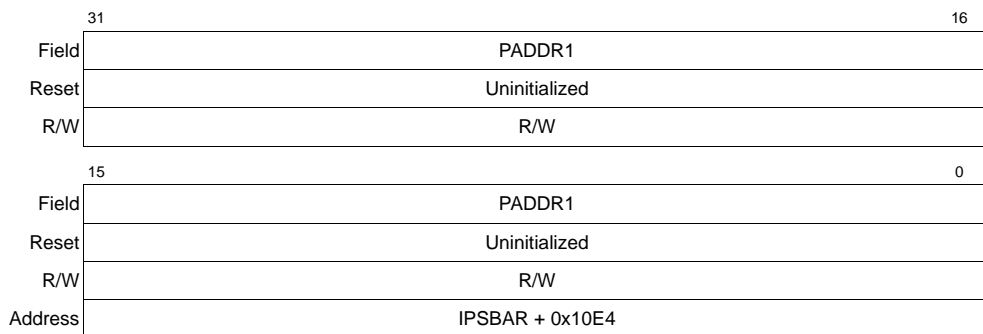 31 16
Field PADDR1
Reset Uninitialized
R/W R/W
15 0
Field PADDR1
Reset Uninitialized
R/W R/W
Address IPSBAR + 0x10E4